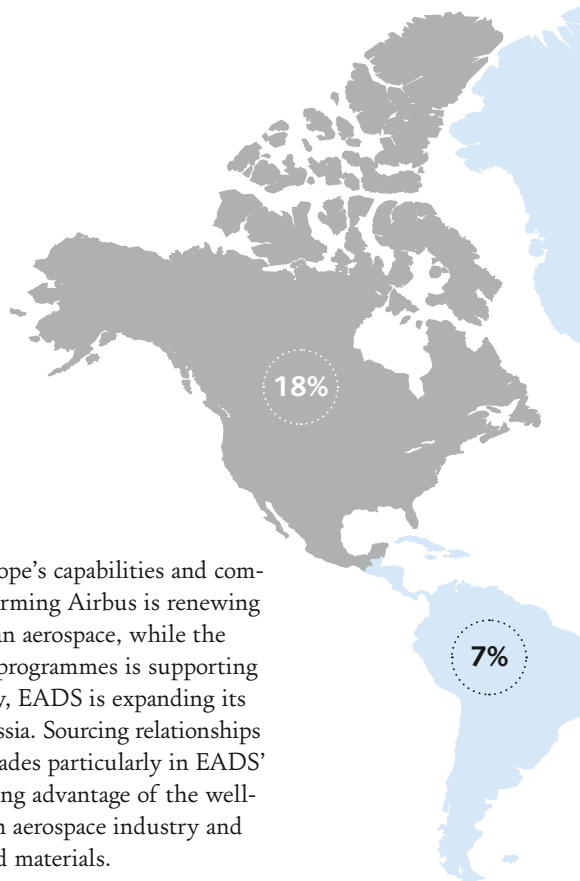 18%
ope's capabilities and com-
rming Airbus is renewing
an aerospace, while the
programmes is supporting
y, EADS is expanding its
ssia. Sourcing relationships
ades particularly in EADS'
ng advantage of the well-
n aerospace industry and
d materials.
7%